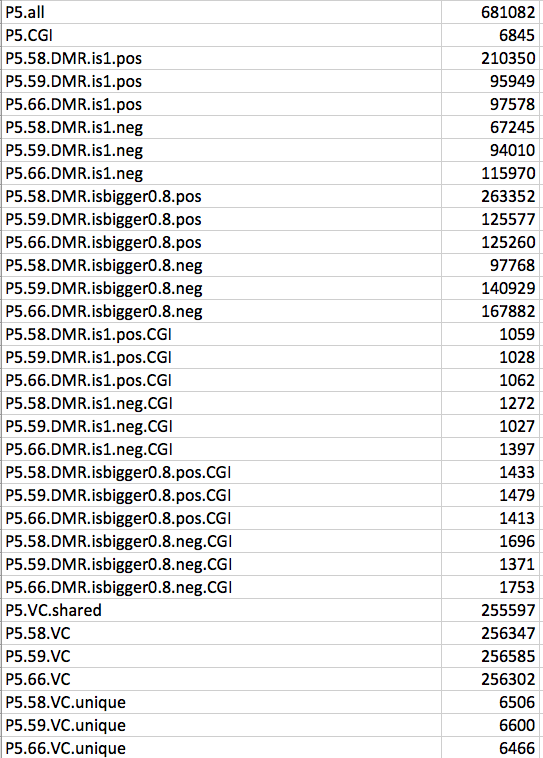 P5.all 681082
P5.CGI 6845
P5.58.DMR.is1.pos 210350
P5.59.DMR.is1.pos 95949
P5.66.DMR.is1.pos 97578
P5.58.DMR.is1.neg 67245
P5.59.DMR.is1.neg 94010
P5.66.DMR.is1.neg 115970
P5.58.DMR.isbigger0.8.pos 263352
P5.59.DMR.isbigger0.8.pos 125577
P5.66.DMR.isbigger0.8.pos 125260
P5.58.DMR.isbigger0.8.neg 97768
P5.59.DMR.isbigger0.8.neg 140929
P5.66.DMR.isbigger0.8.neg 167882
P5.58.DMR.is1.pos.CGI 1059
P5.59.DMR.is1.pos.CGI 1028
P5.66.DMR.is1.pos.CGI 1062
P5.58.DMR.is1.neg.CGI 1272
P5.59.DMR.is1.neg.CGI 1027
P5.66.DMR.is1.neg.CGI 1397
P5.58.DMR.isbigger0.8.pos.CGI 1433
P5.59.DMR.isbigger0.8.pos.CGI 1479
P5.66.DMR.isbigger0.8.pos.CGI 1413
P5.58.DMR.isbigger0.8.neg.CGI 1696
P5.59.DMR.isbigger0.8.neg.CGI 1371
P5.66.DMR.isbigger0.8.neg.CGI 1753
P5.VC.shared 255597
P5.58.VC 256347
P5.59.VC 256585
P5.66.VC 256302
P5.58.VC.unique 6506
P5.59.VC.unique 6600
P5.66.VC.unique 6466